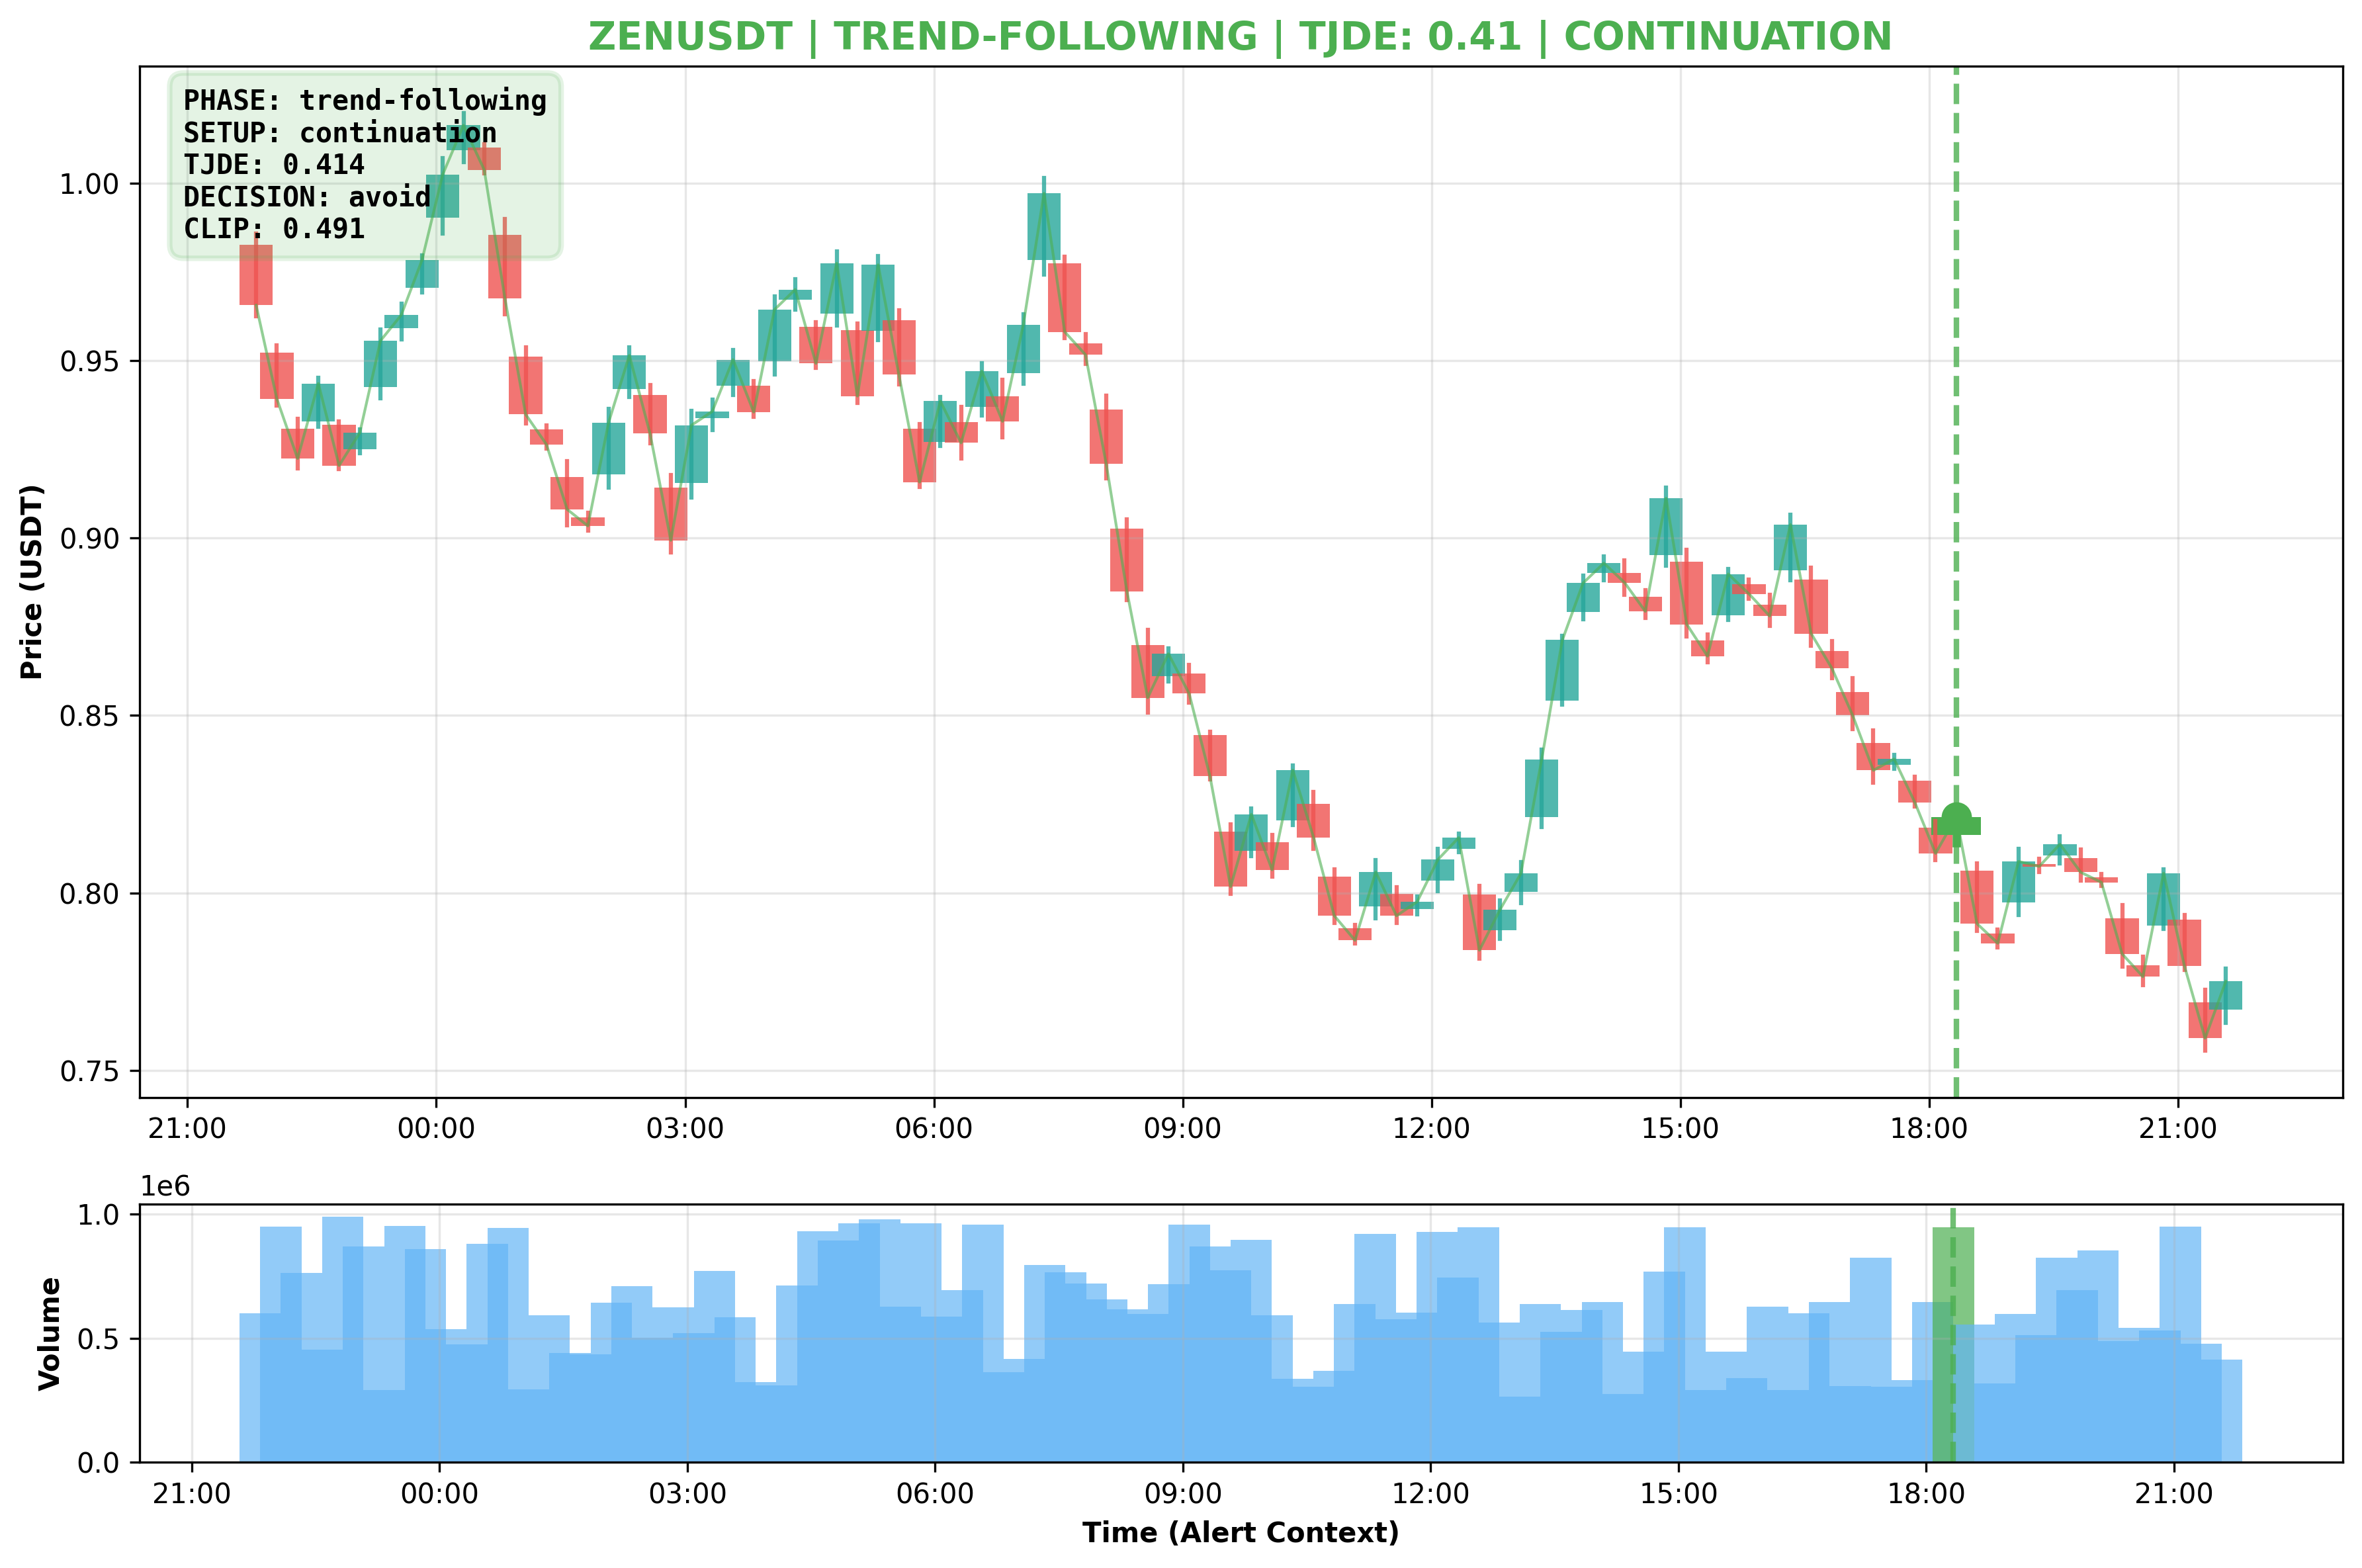 ZENUSDT | TREND-FOLLOWING | TJDE: 0.41 | CONTINUATION
PHASE: trend-following
SETUP: continuation
TJDE: 0.414
DECISION: avoid
CLIP: 0.491
Price (USDT)
1.00
0.95
0.90
0.85
0.80
0.75
21:00 00:00 03:00 06:00 09:00 12:00 15:00 18:00 21:00
1e6
Volume
1.0
0.5
0.0
21:00 00:00 03:00 06:00 09:00 12:00 15:00 18:00 21:00
Time (Alert Context)